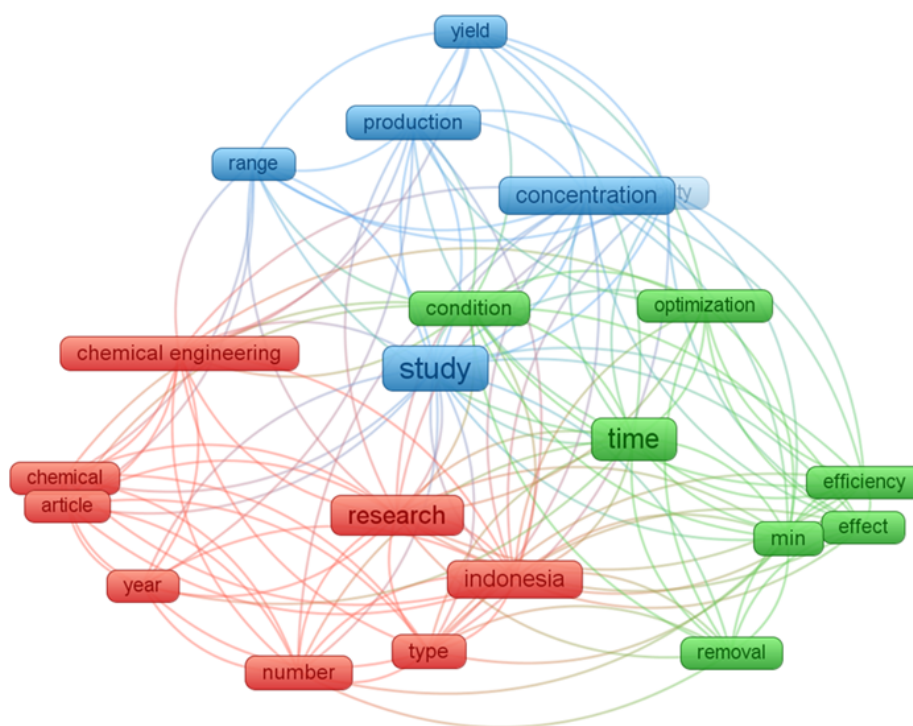 yield
production
range
concentration
ty
condition
optimization
chemical engineering
study
time
chemical
efficiency
article
research
effect
min
indonesia
year
type
removal
number